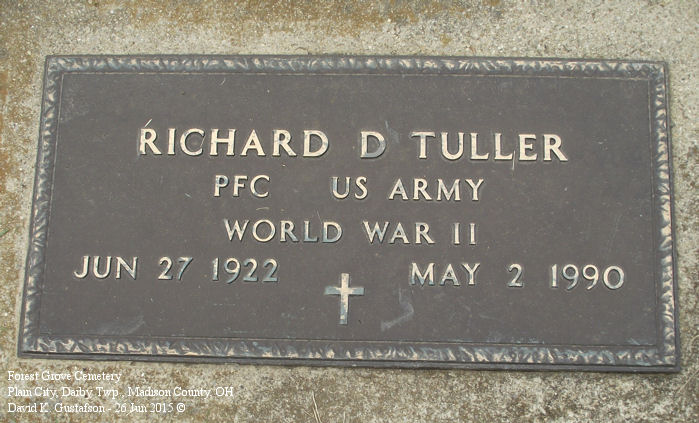 RICHARD D TULLER
PFC US ARMY
WORLD WAR II
JUN 27 1922 MAY 2 1990
Forest Grove Cemetery
Plain City, Darby Twp., Madison County OH
David K. Gustafson - 26 Jun 2015 ©